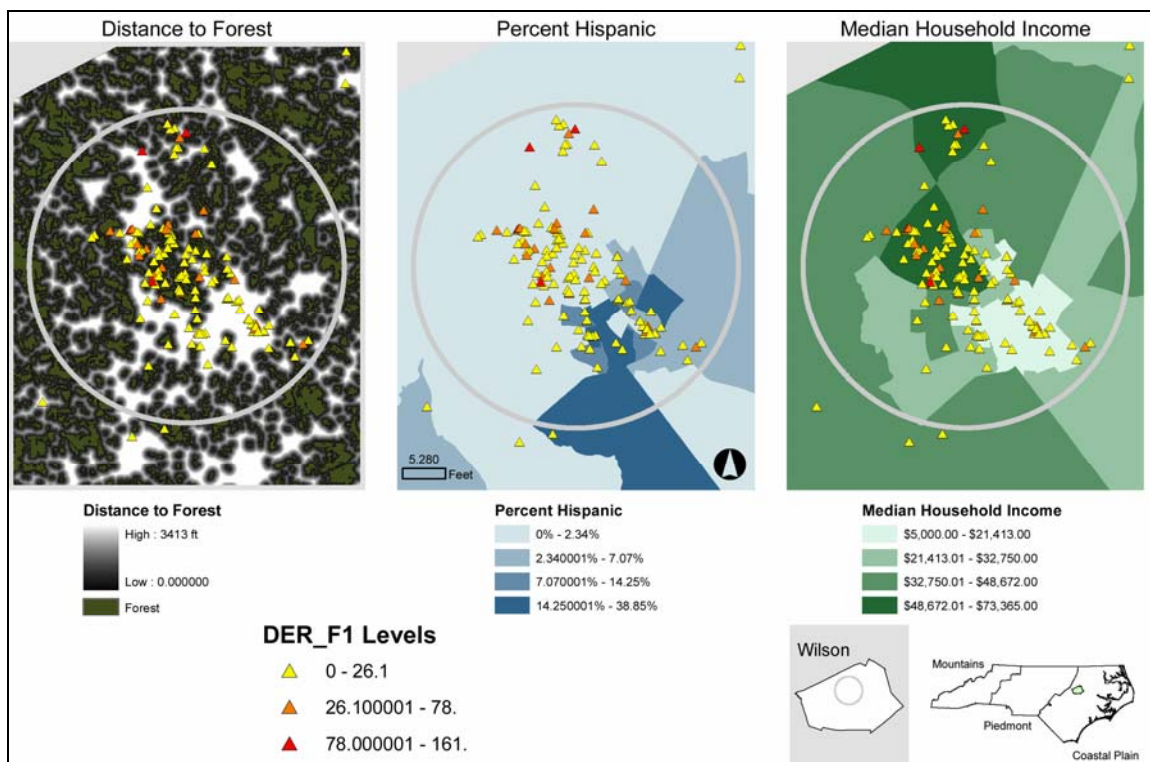 Distance to Forest
Percent Hispanic
Median Household Income
5.280
Feet
Distance to Forest
High : 3413 ft
Low : 0.000000
Forest
Percent Hispanic
0% - 2.34%
2.340001% - 7.07%
7.070001% - 14.25%
14.250001% - 38.85%
Median Household Income
$5,000.00 - $21,413.00
$21,413.01 - $32,750.00
$32,750.01 - $48,672.00
$48,672.01 - $73,365.00
DER_F1 Levels
0 - 26.1
26.100001 - 78.
78.000001 - 161.
Wilson
Mountains
Piedmont
Coastal Plain